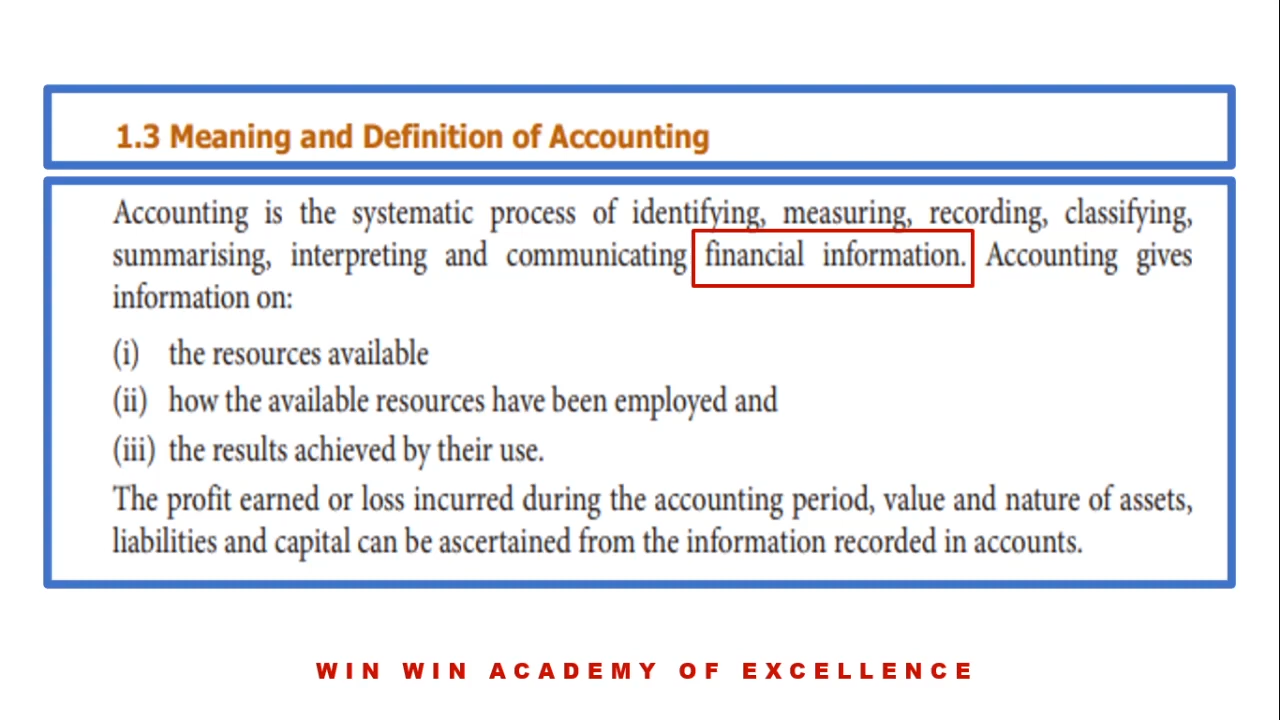 1.3 Meaning and Definition of Accounting
Accounting is the systematic process of identifying, measuring, recording, classifying,
summarising, interpreting and communicating financial information. Accounting gives
information on:
(i) the resources available
(ii) how the available resources have been employed and
(iii) the results achieved by their use.
The profit earned or loss incurred during the accounting period, value and nature of assets,
liabilities and capital can be ascertained from the information recorded in accounts.
WIN WIN ACADEMY OF EXCELLENCE